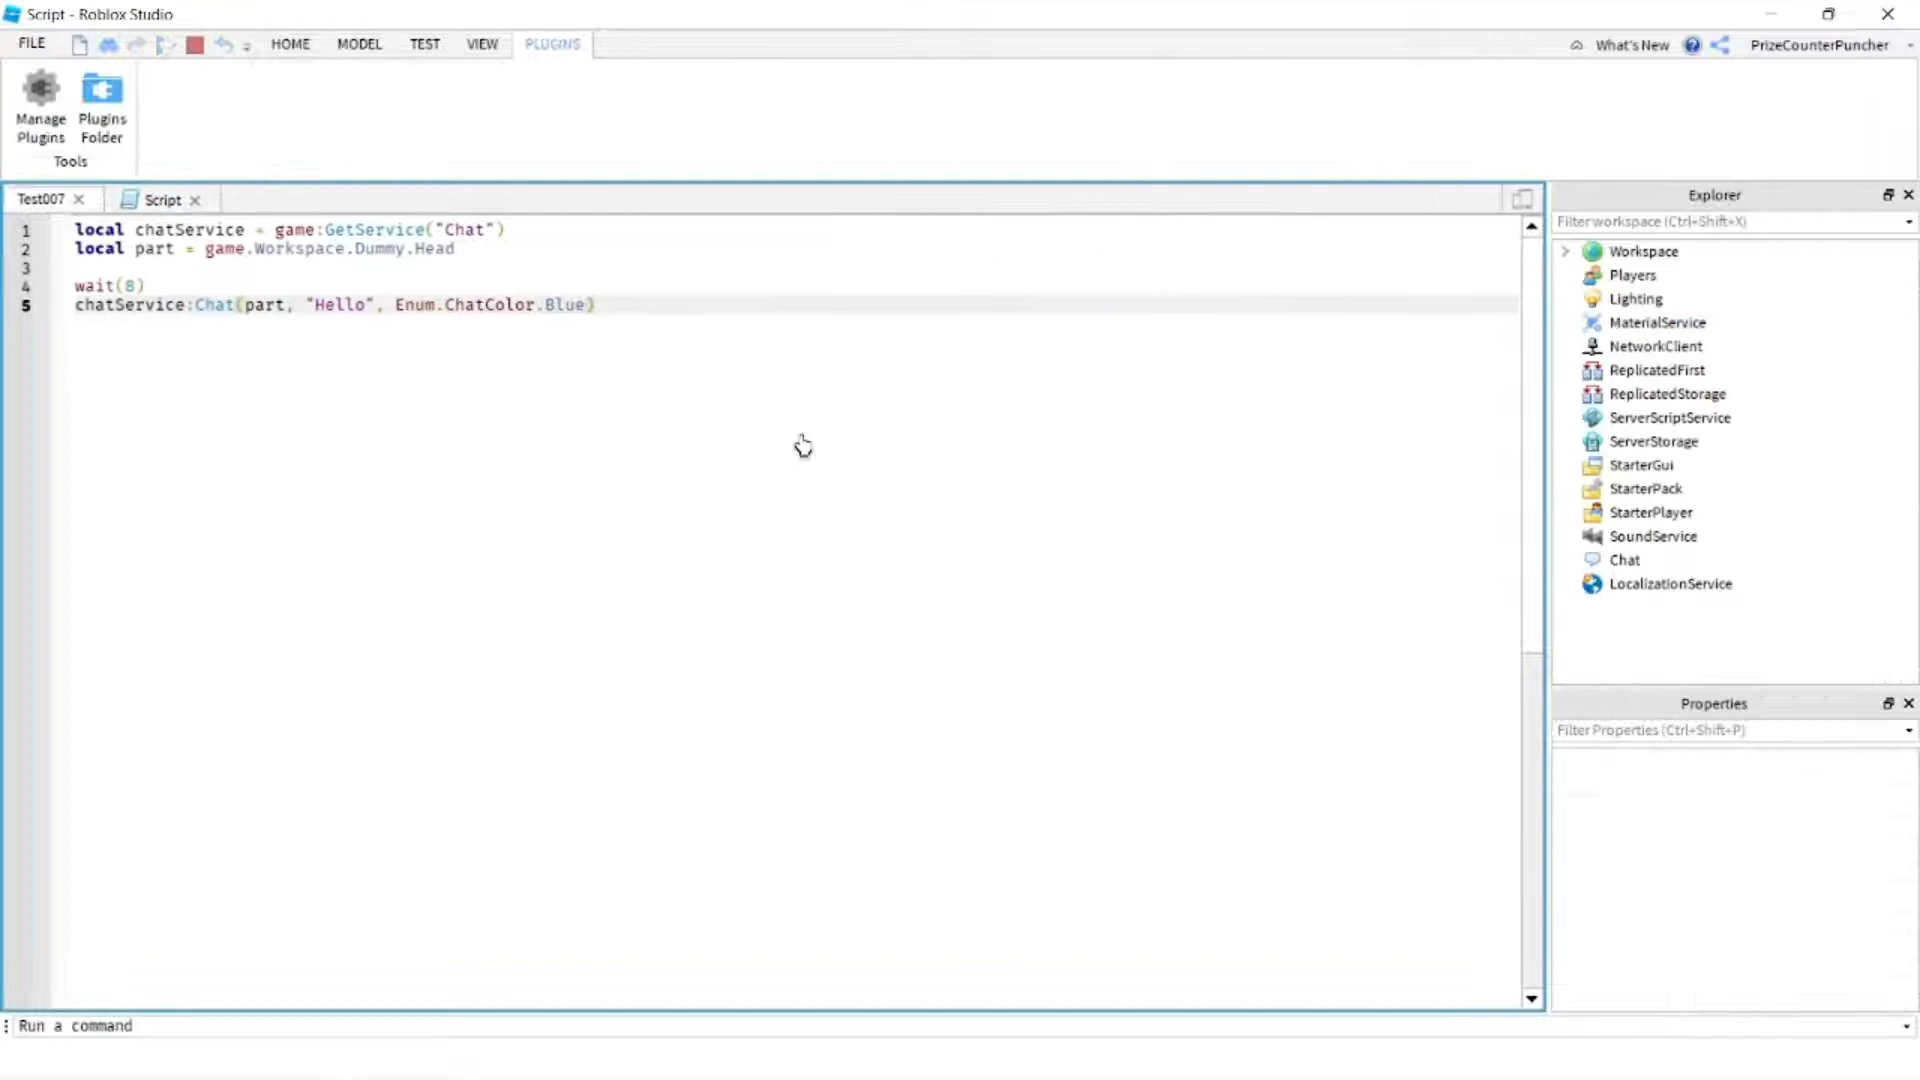 Script - Roblox Studio
FILE HOME MODEL TEST VIEW PLUGINS What's New PrizeCounterPuncher
Manage Plugins
Plugins Folder
Tools
Test007 Script
1 local chatService = game:GetService("Chat")
2 local part = game.Workspace.Dummy.Head
3
4 wait(8)
5 chatService:Chat(part, "Hello", Enum.ChatColor.Blue)
Explorer
Filter workspace (Ctrl+Shift+X)
Workspace
Players
Lighting
MaterialService
NetworkClient
ReplicatedFirst
ReplicatedStorage
ServerScriptService
ServerStorage
StarterGui
StarterPack
StarterPlayer
SoundService
Chat
LocalizationService
Properties
Filter Properties (Ctrl+Shift+P)
Run a command